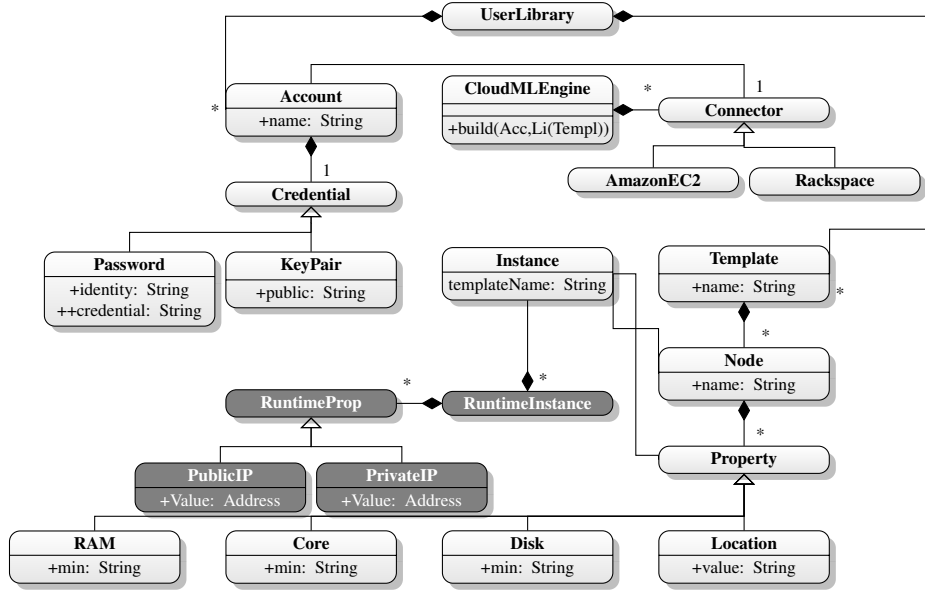 UserLibrary
*
Account
+name: String
CloudMLEngine
+build(Acc,Li(Templ))
*
1
Connector
AmazonEC2
Rackspace
1
Credential
Password
+identity: String
++credential: String
KeyPair
+public: String
Instance
templateName: String
Template
+name: String
*
*
Node
+name: String
*
RuntimeProp
*
RuntimeInstance
*
Property
PublicIP
+Value: Address
PrivateIP
+Value: Address
RAM
+min: String
Core
+min: String
Disk
+min: String
Location
+value: String